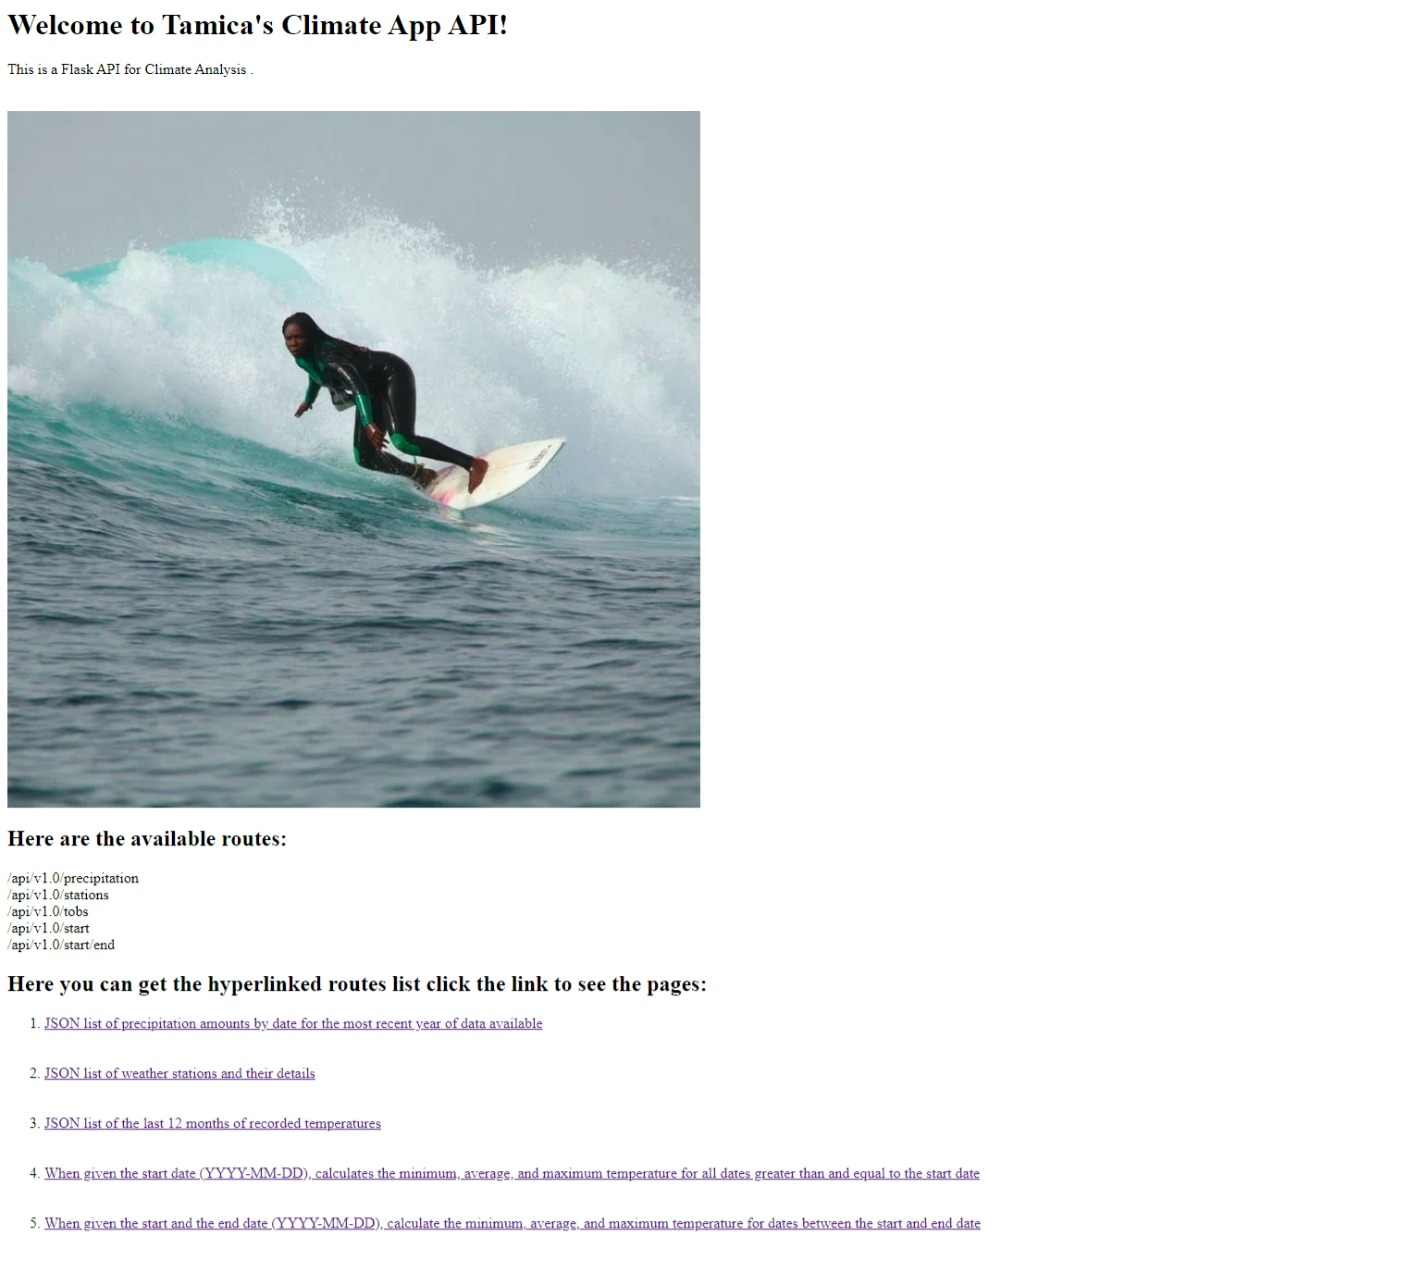 Welcome to Tamica's Climate App API!
This is a Flask API for Climate Analysis .
Here are the available routes:
/api/v1.0/precipitation
/api/v1.0/stations
/api/v1.0/tobs
/api/v1.0/start
/api/v1.0/start/end
Here you can get the hyperlinked routes list click the link to see the pages:
1. JSON list of precipitation amounts by date for the most recent year of data available
2. JSON list of weather stations and their details
3. JSON list of the last 12 months of recorded temperatures
4. When given the start date (YYYY-MM-DD), calculates the minimum, average, and maximum temperature for all dates greater than and equal to the start date
5. When given the start and the end date (YYYY-MM-DD), calculate the minimum, average, and maximum temperature for dates between the start and end date